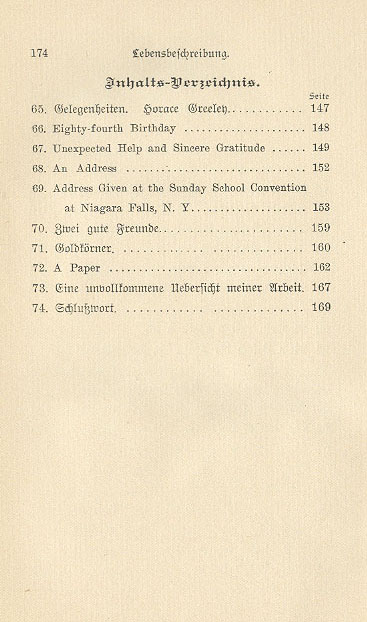 174 Lebensbeschreibung.
Inhalts-Verzeichnis.
Seite
65. Gelegenheiten. Horace Greeley............ 147
66. Eighty-fourth Birthday .................. 148
67. Unexpected Help and Sincere Gratitude ...... 149
68. An Address ........................... 152
69. Address Given at the Sunday School Convention
at Niagara Falls, N. Y................. 153
70. Zwei gute Freunde...................... 159
71. Goldkörner. ........................... 160
72. A Paper ............................. 162
73. Eine unvollkommene Uebersicht meiner Arbeit. 167
74. Schlußwort. ........................... 169